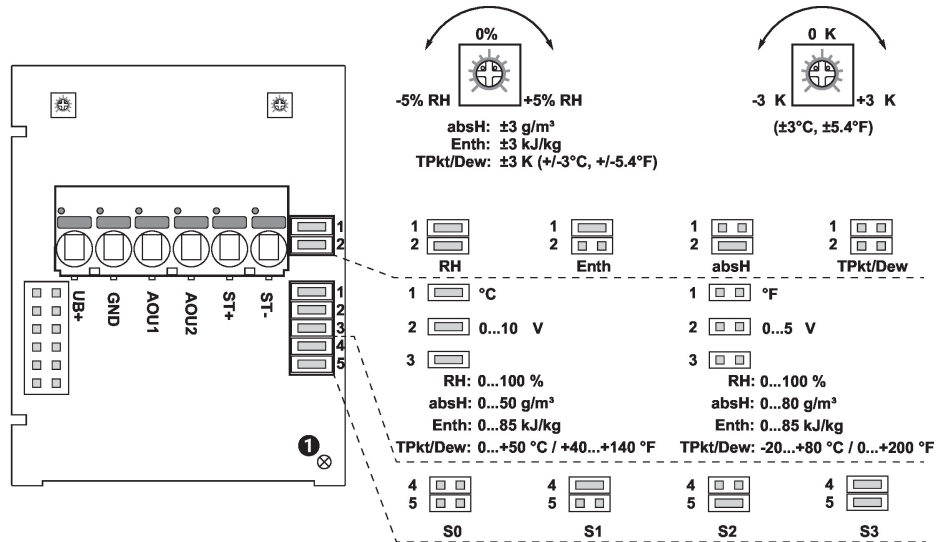 0%
-5% RH +5% RH
absH: ±3 g/m³
Enth: ±3 kJ/kg
TPkt/Dew: ±3 K (+/-3°C, +/-5.4°F)
0 K
-3 K +3 K
(±3°C, ±5.4°F)
1
2
UB+
GND
AOU1
AOU2
ST+
ST-
1
2
3
4
5
1
1
2
RH
1
2
Enth
1
2
absH
1
2
TPkt/Dew
1 °C
2 0...10 V
3
RH: 0...100 %
absH: 0...50 g/m³
Enth: 0...85 kJ/kg
TPkt/Dew: 0...+50 °C / +40...+140 °F
1 °F
2 0...5 V
3
RH: 0...100 %
absH: 0...80 g/m³
Enth: 0...85 kJ/kg
TPkt/Dew: -20...+80 °C / 0...+200 °F
4
5
S0
4
5
S1
4
5
S2
4
5
S3